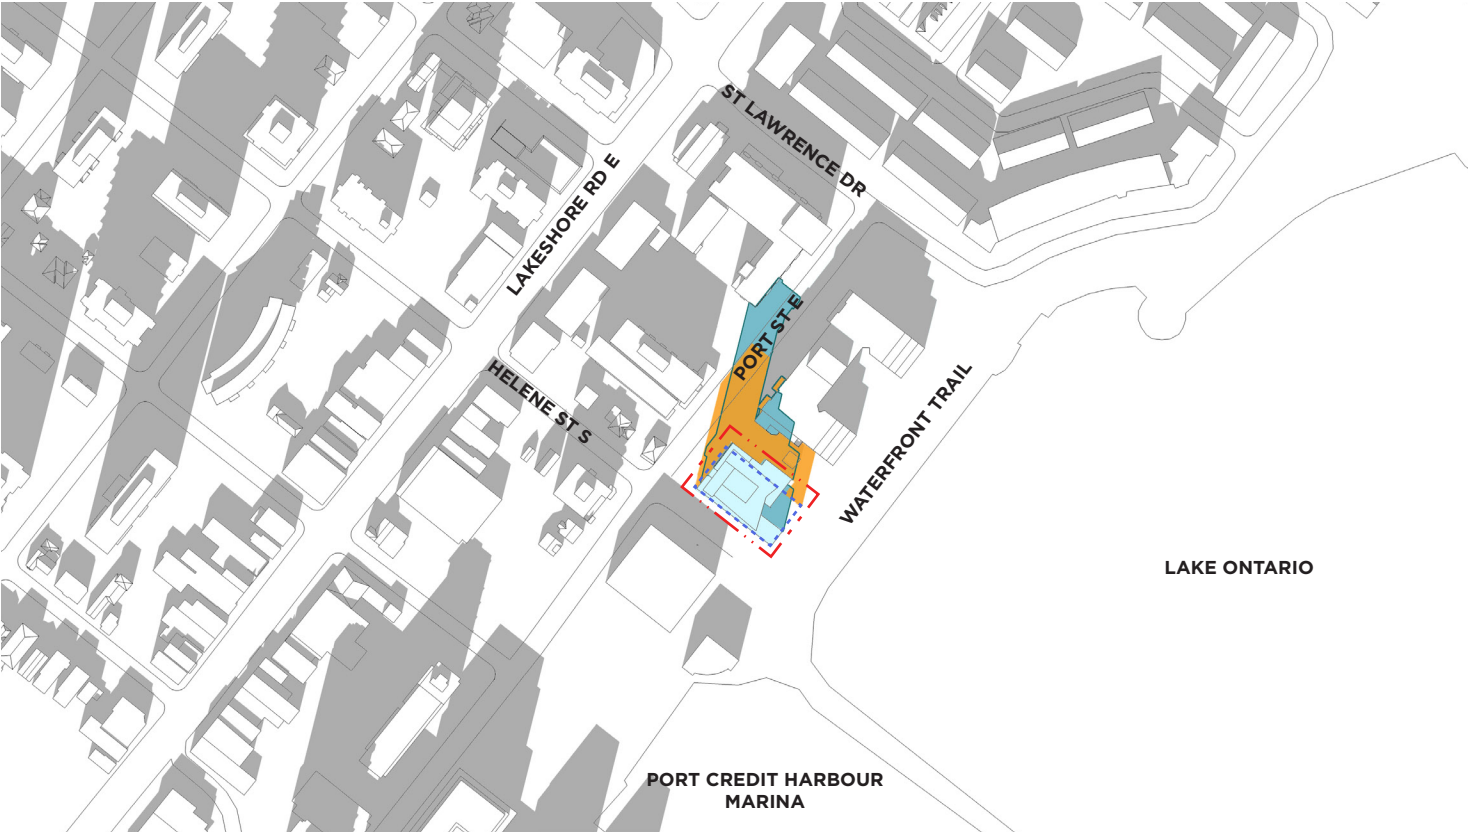 ST LAWRENCE DR
LAKESHORE RD E
PORT ST E
HELENE ST S
WATERFRONT TRAIL
LAKE ONTARIO
PORT CREDIT HARBOUR
MARINA